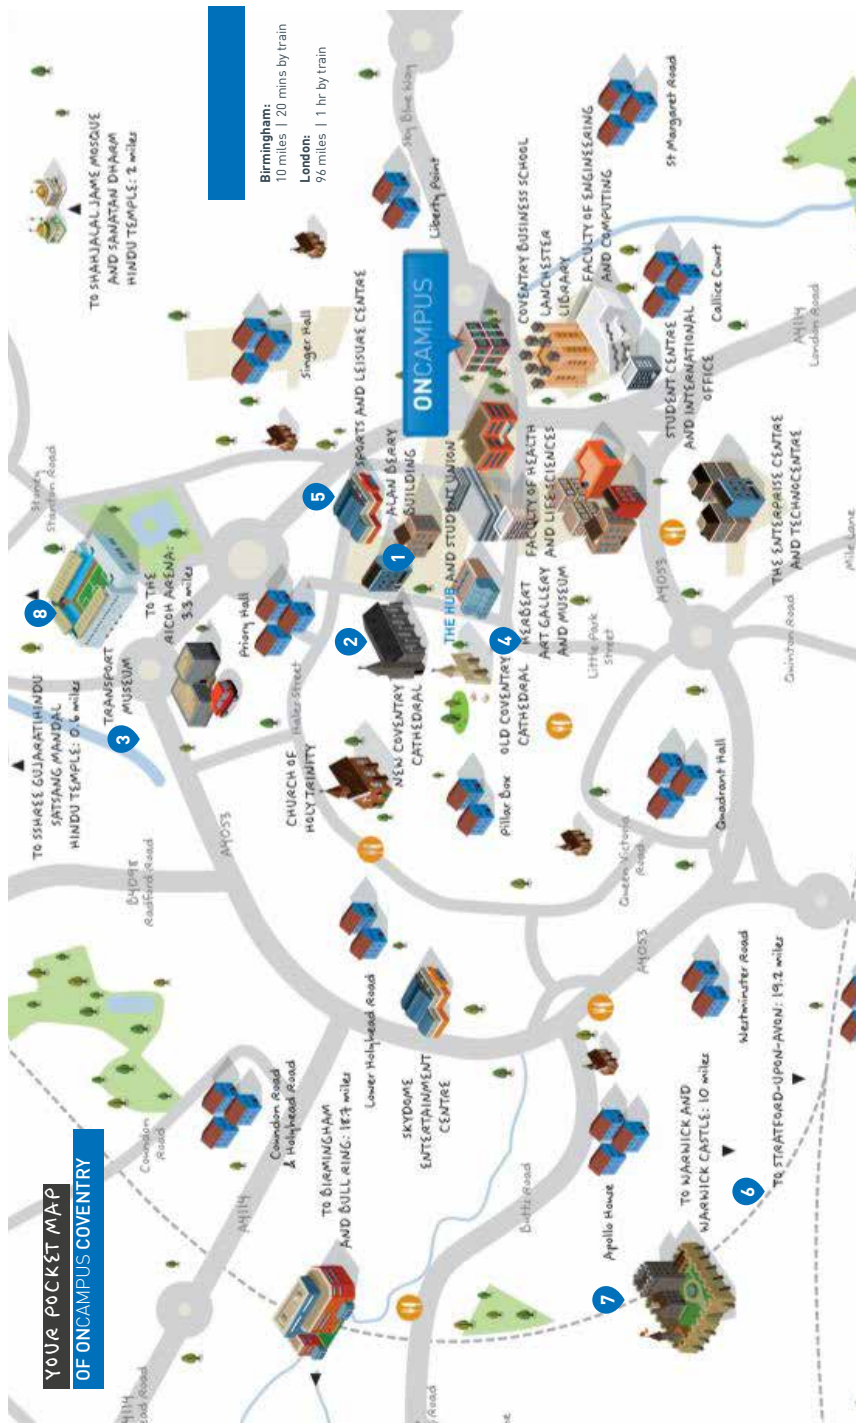 YOUR POCKET MAP
OF ONCAMPUS COVENTRY
Birmingham:
10 miles | 20 mins by train
London:
96 miles | 1 hr by train
TO SHAHJALAL JAME MOSQUE
AND SANATAN DHARM
HINDU TEMPLE: 2 miles
TO SSHREE GUJARATIHINDU
SATSANG MANDAL
HINDU TEMPLE: 0.6 miles
8
TO THE
RICOH ARENA:
3.3 miles
Stoney
Stanton Road
TRANSPORT
MUSEUM
3
B4098
Radford Road
A4053
Coundon
Road
Coundon Road
& Holyhead Road
A4114
A4114
ead Road
Singer Hall
Priory Hall
Hales Street
CHURCH OF
HOLY TRINITY
Lower Holyhead Road
SKYDOME
ENTERTAINMENT
CENTRE
TO BIRMINGHAM
AND BULL RING: 18.7 miles
5
SPORTS AND LEISURE CENTRE
ALAN BERRY
BUILDING
1
2
NEW COVENTRY
CATHEDRAL
ONCAMPUS
Liberty Point
Sky Blue Way
THE HUB AND STUDENT UNION
4
HERBERT
ART GALLERY
AND MUSEUM
OLD COVENTRY
CATHEDRAL
Pillar Box
COVENTRY BUSINESS SCHOOL
LANCHESTER
LIBRARY
FACULTY OF ENGINEERING
AND COMPUTING
FACULTY OF HEALTH
AND LIFE SCIENCES
St Margaret Road
Callice Court
STUDENT CENTRE
AND INTERNATIONAL
OFFICE
A4114
London Road
Little Park
Street
A4053
THE ENTERPRISE CENTRE
AND TECHNOCENTRE
Mile Lane
Quinton Road
Quadrant Hall
Queen Victoria
Road
A4053
Butts Road
Apollo House
Westminster Road
TO WARWICK AND
WARWICK CASTLE: 10 miles
7
6
TO STRATFORD-UPON-AVON: 19.2 miles
Road